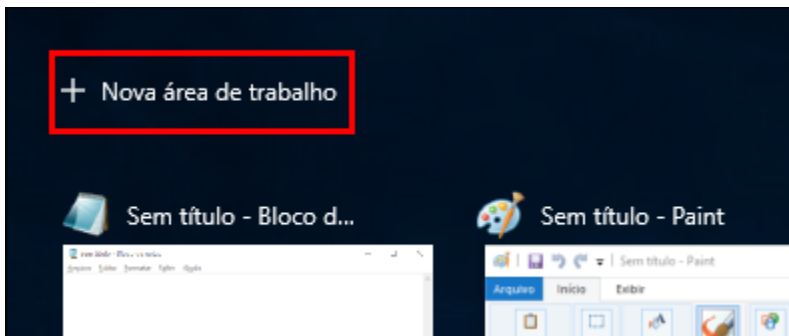 + Nova área de trabalho
Sem título - Bloco d...
Sem título - Paint
Sem título - Paint
Arquivo Início Exibir